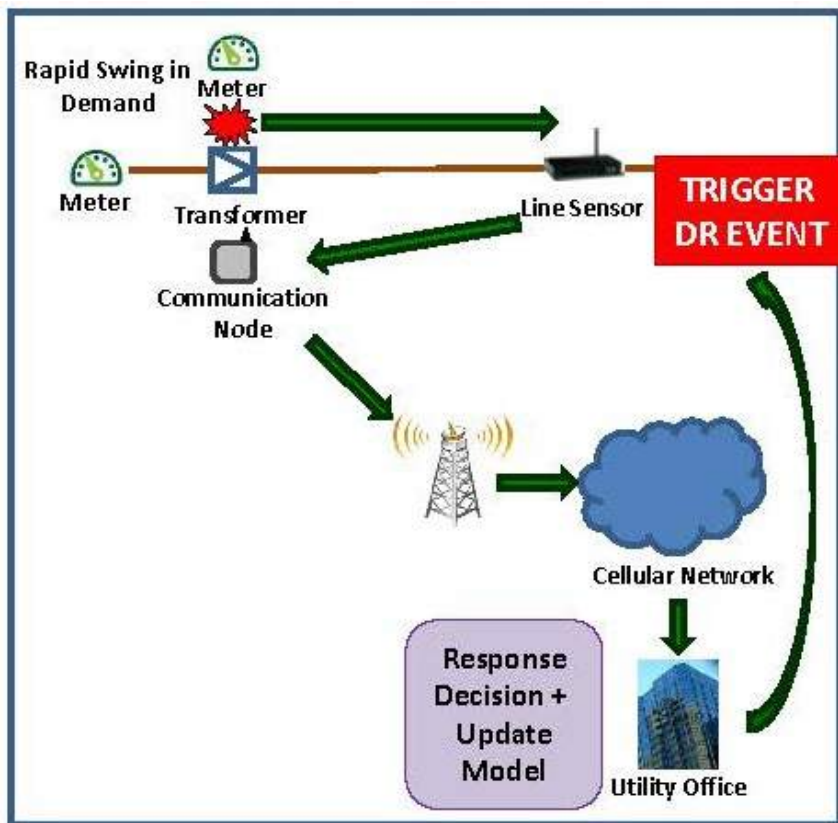 Rapid Swing in
Demand
Meter
Meter
Transformer
Line Sensor
TRIGGER
DR EVENT
Communication
Node
Cellular Network
Response
Decision +
Update
Model
Utility Office